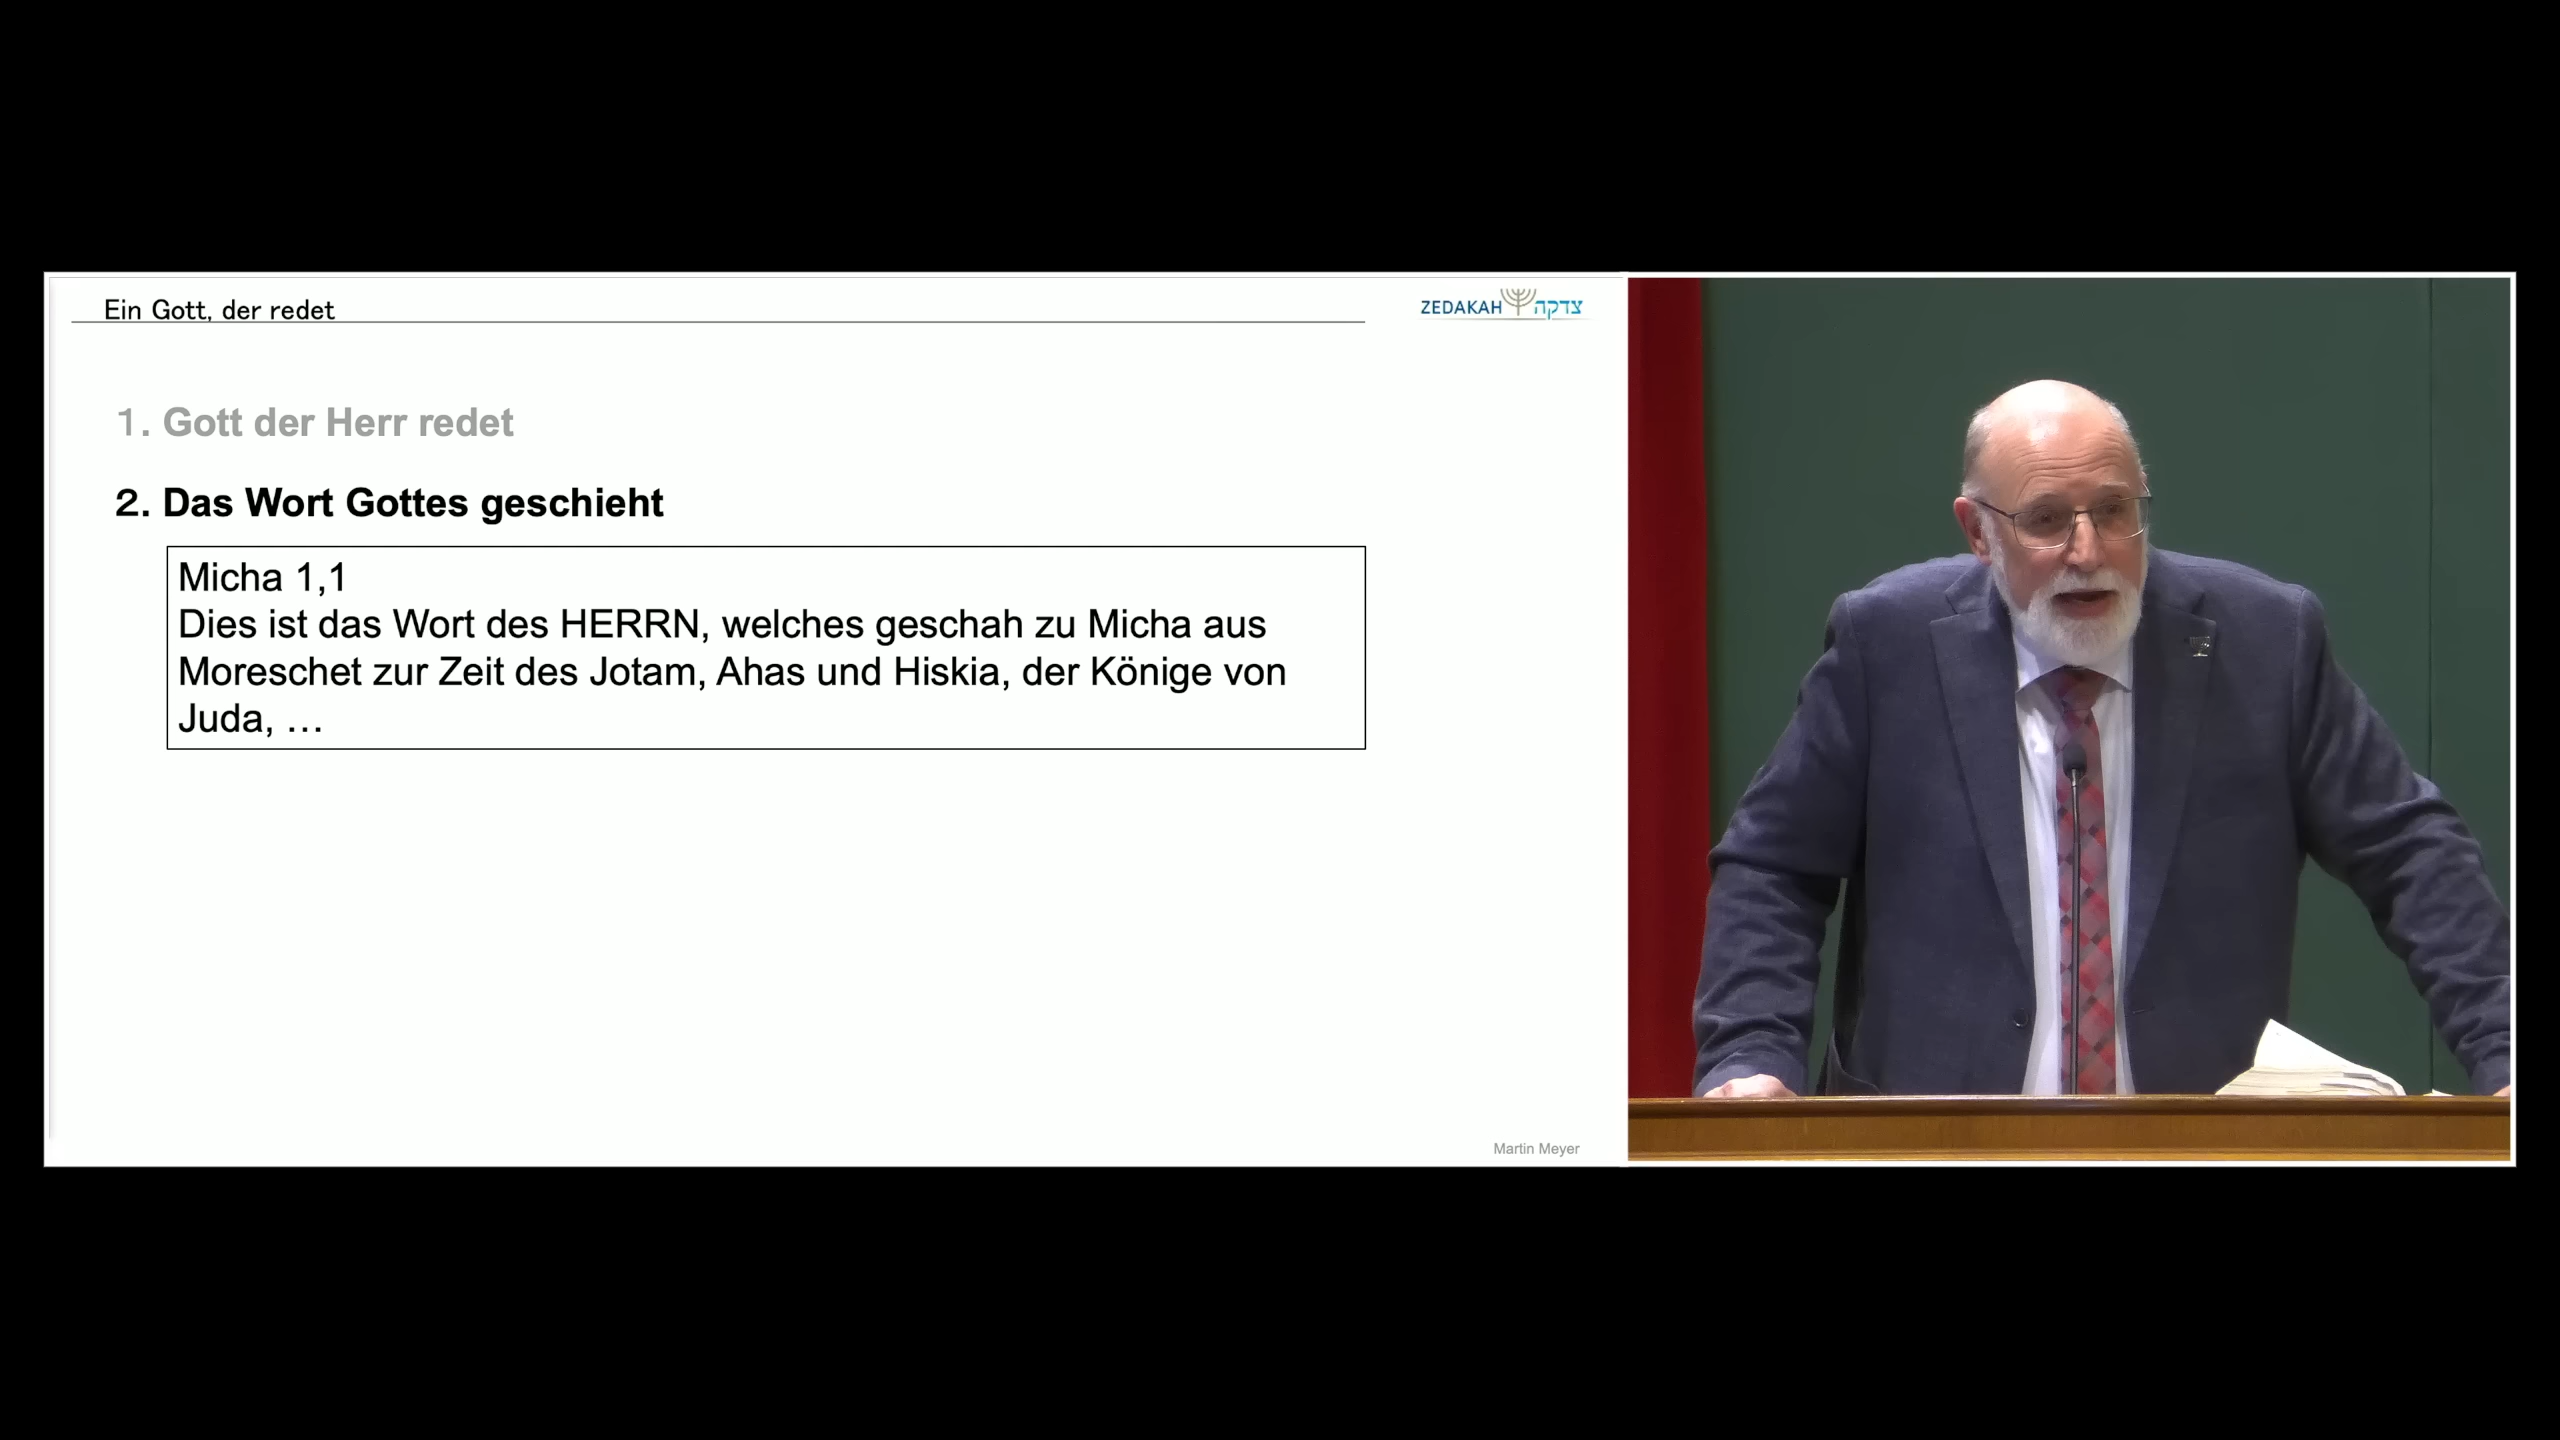 Ein Gott, der redet
ZEDAKAH צדקה
1. Gott der Herr redet
2. Das Wort Gottes geschieht
Micha 1,1
Dies ist das Wort des HERRN, welches geschah zu Micha aus
Moreschet zur Zeit des Jotam, Ahas und Hiskia, der Könige von
Juda, …
Martin Meyer